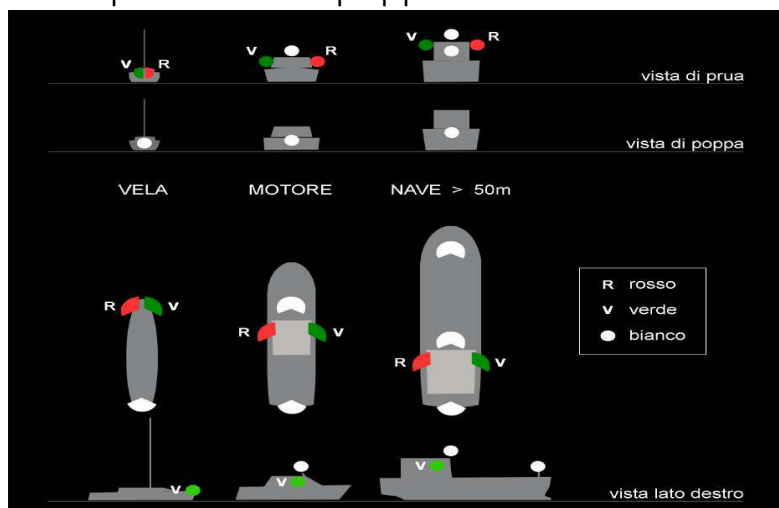 V R V R V R
vista di prua
vista di poppa
VELA MOTORE NAVE > 50m
R rosso
V verde
bianco
R V R V
R V
V V V
vista lato destro